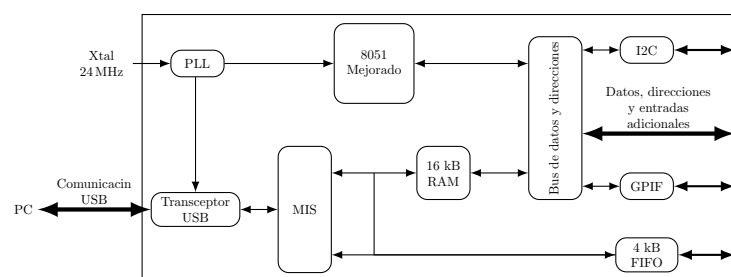 Xtal
24 MHz
PLL
8051
Mejorado
Bus de datos y direcciones
I2C
Datos, direcciones
y entradas
adicionales
16 kB
RAM
Comunicacin
USB
PC
Transceptor
USB
MIS
GPIF
4 kB
FIFO